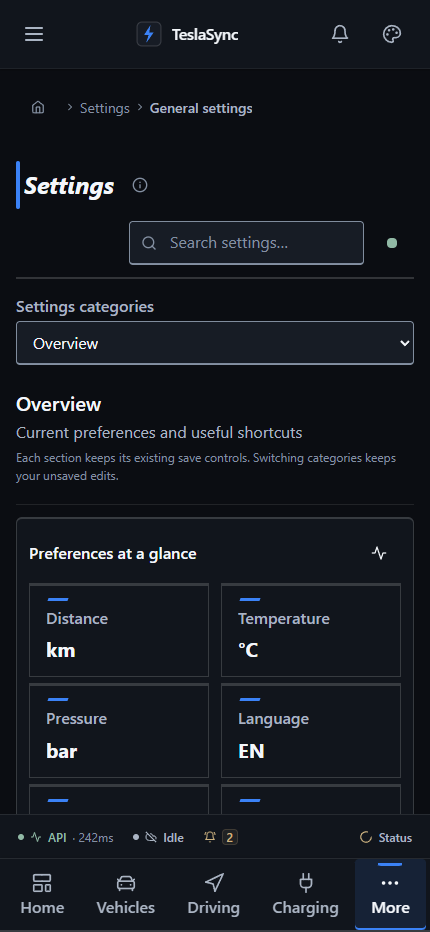 TeslaSync
Settings
General settings
Settings
Search settings...
Settings categories
Overview
Overview
Current preferences and useful shortcuts
Each section keeps its existing save controls. Switching categories keeps
your unsaved edits.
Preferences at a glance
Distance
km
Temperature
°C
Pressure
bar
Language
EN
API · 242ms
Idle
2
Status
Home
Vehicles
Driving
Charging
More